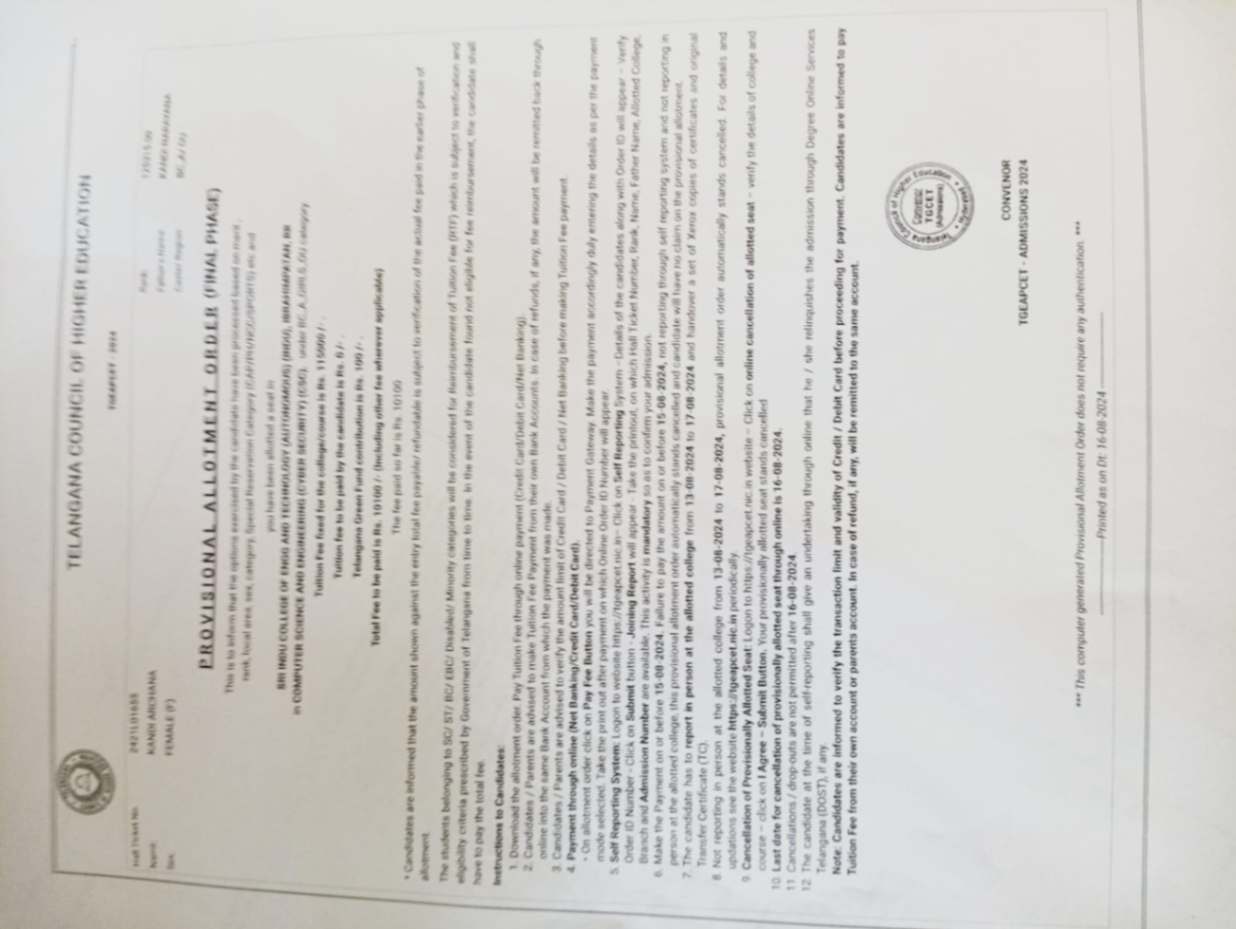 TELANGANA COUNCIL OF HIGHER EDUCATION
TGEAPCET - 2024
Hall Ticket No.
Rank
Name KANDI ARCHANA
Father's Name KANDI NARAYANA
Sex FEMALE (F)
Caste/ Region
PROVISIONAL ALLOTMENT ORDER (FINAL PHASE)
This is to inform that the options exercised by the candidate have been processed based on merit,
rank, local area, sex, category, Special Reservation Category etc and
you have been allotted a seat in
SRI INDU COLLEGE OF ENGG AND TECHNOLOGY (AUTONOMOUS) (INDU), IBRAHIMPATAN, RR
in COMPUTER SCIENCE AND ENGINEERING (CYBER SECURITY) (CSC), under category.
Tuition Fee fixed for the college/course is Rs. 115000/-.
Tuition fee to be paid by the candidate is Rs. 0 /-.
Telangana Green Fund contribution is Rs. 100 /-.
Total Fee to be paid is Rs. 10100 /- (Including other fee wherever applicable)
The fee paid so far is Rs. 10100
* Candidates are informed that the amount shown against the entry total fee payable/ refundable is subject to verification of the actual fee paid in the earlier phase of
allotment.
The students belonging to SC/ ST/ BC/ EBC/ Disabled/ Minority categories will be considered for Reimbursement of Tuition Fee (RTF) which is subject to verification and
eligibility criteria prescribed by Government of Telangana from time to time. In the event of the candidate found not eligible for fee reimbursement, the candidate shall
have to pay the total fee.
Instructions to Candidates:
1. Download the allotment order. Pay Tuition Fee through online payment (Credit Card/Debit Card/Net Banking).
2. Candidates / Parents are advised to make Tuition Fee Payment from their own Bank Accounts. In case of refunds, if any, the amount will be remitted back through
online into the same Bank Account from which the payment was made.
3. Candidates / Parents are advised to verify the amount limit of Credit Card / Debit Card / Net Banking before making Tuition Fee payment.
4. Payment through online (Net Banking/Credit Card/Debit Card).
* On allotment order click on Pay Fee Button you will be directed to Payment Gateway. Make the payment accordingly duly entering the details as per the payment
mode selected. Take the print out after payment on which Online Order ID Number will appear.
5. Self Reporting System: Logon to website https://tgeapcet.nic.in- Click on Self Reporting System - Details of the candidates along with Order ID will appear - Verify
Order ID Number - Click on Submit button - Joining Report will appear - Take the printout, on which Hall Ticket Number, Rank, Name, Father Name, Allotted College,
Branch and Admission Number are available. This activity is mandatory so as to confirm your admission.
6. Make the Payment on or before 15-08-2024. Failure to pay the amount on or before 15-08-2024, not reporting through self reporting system and not reporting in
person at the allotted college, this provisional allotment order automatically stands cancelled and candidate will have no claim on the provisional allotment.
7. The candidate has to report in person at the allotted college from 13-08-2024 to 17-08-2024 and handover a set of Xerox copies of certificates and original
Transfer Certificate (TC).
8. Not reporting in person at the allotted college from 13-08-2024 to 17-08-2024, provisional allotment order automatically stands cancelled. For details and
updations see the website https://tgeapcet.nic.in periodically.
9. Cancellation of Provisionally Allotted Seat: Logon to https://tgeapcet.nic.in website - Click on online cancellation of allotted seat - verify the details of college and
course - click on I Agree - Submit Button. Your provisionally allotted seat stands cancelled
10. Last date for cancellation of provisionally allotted seat through online is 16-08-2024.
11. Cancellations / drop-outs are not permitted after 16-08-2024.
12. The candidate at the time of self-reporting shall give an undertaking through online that he / she relinquishes the admission through Degree Online Services
Telangana (DOST), if any.
Note: Candidates are informed to verify the transaction limit and validity of Credit / Debit Card before proceeding for payment. Candidates are informed to pay
Tuition Fee from their own account or parents account. In case of refund, if any, will be remitted to the same account.
Telangana Council of Higher Education
Convenor
TGCET
(Admissions)
Hyderabad
CONVENOR
TGEAPCET - ADMISSIONS 2024
*** This computer generated Provisional Allotment Order does not require any authentication. ***
Printed as on Dt: 16-08-2024